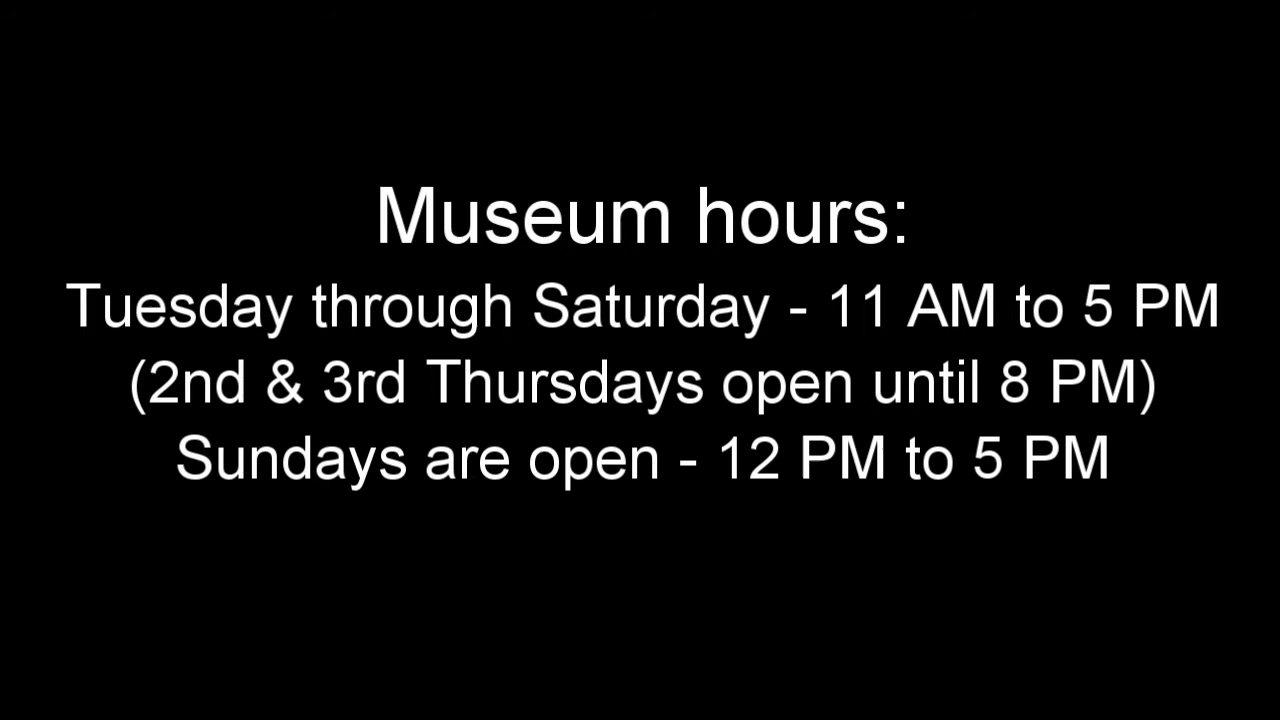 Museum hours:
Tuesday through Saturday - 11 AM to 5 PM
(2nd & 3rd Thursdays open until 8 PM)
Sundays are open - 12 PM to 5 PM